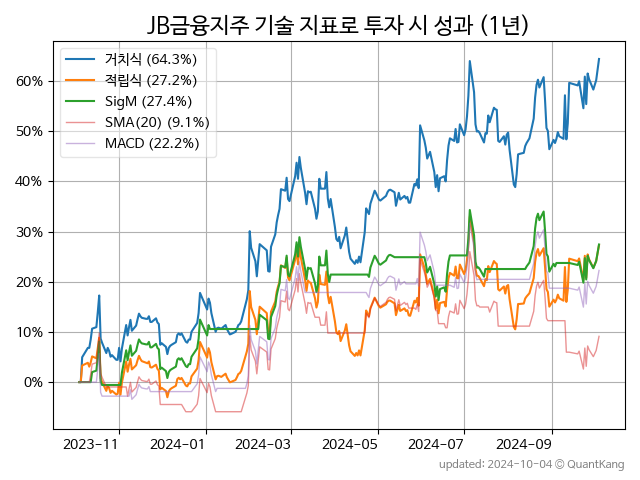 JB금융지주 기술 지표로 투자 시 성과 (1년)
거치식 (64.3%)
적립식 (27.2%)
SigM (27.4%)
SMA(20) (9.1%)
MACD (22.2%)
60%
50%
40%
30%
20%
10%
0%
2023-11 2024-01 2024-03 2024-05 2024-07 2024-09
updated: 2024-10-04 © QuantKang